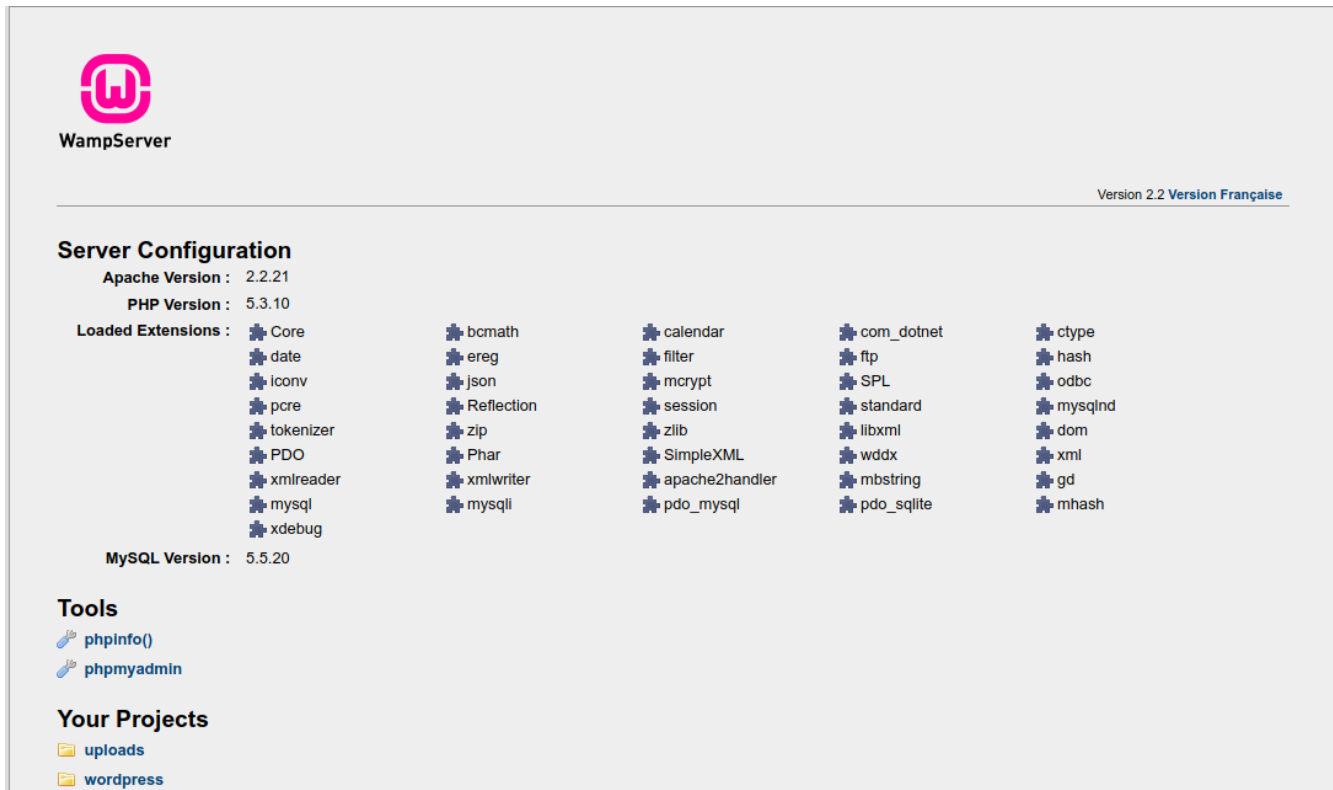 WampServer
Version 2.2 Version Française
Server Configuration
Apache Version : 2.2.21
PHP Version : 5.3.10
Loaded Extensions : Core bcmath calendar com_dotnet ctype
date ereg filter ftp hash
iconv json mcrypt SPL odbc
pcre Reflection session standard mysqlnd
tokenizer zip zlib libxml dom
PDO Phar SimpleXML wddx xml
xmlreader xmlwriter apache2handler mbstring gd
mysql mysqli pdo_mysql pdo_sqlite mhash
xdebug
MySQL Version : 5.5.20
Tools
phpinfo()
phpmyadmin
Your Projects
uploads
wordpress